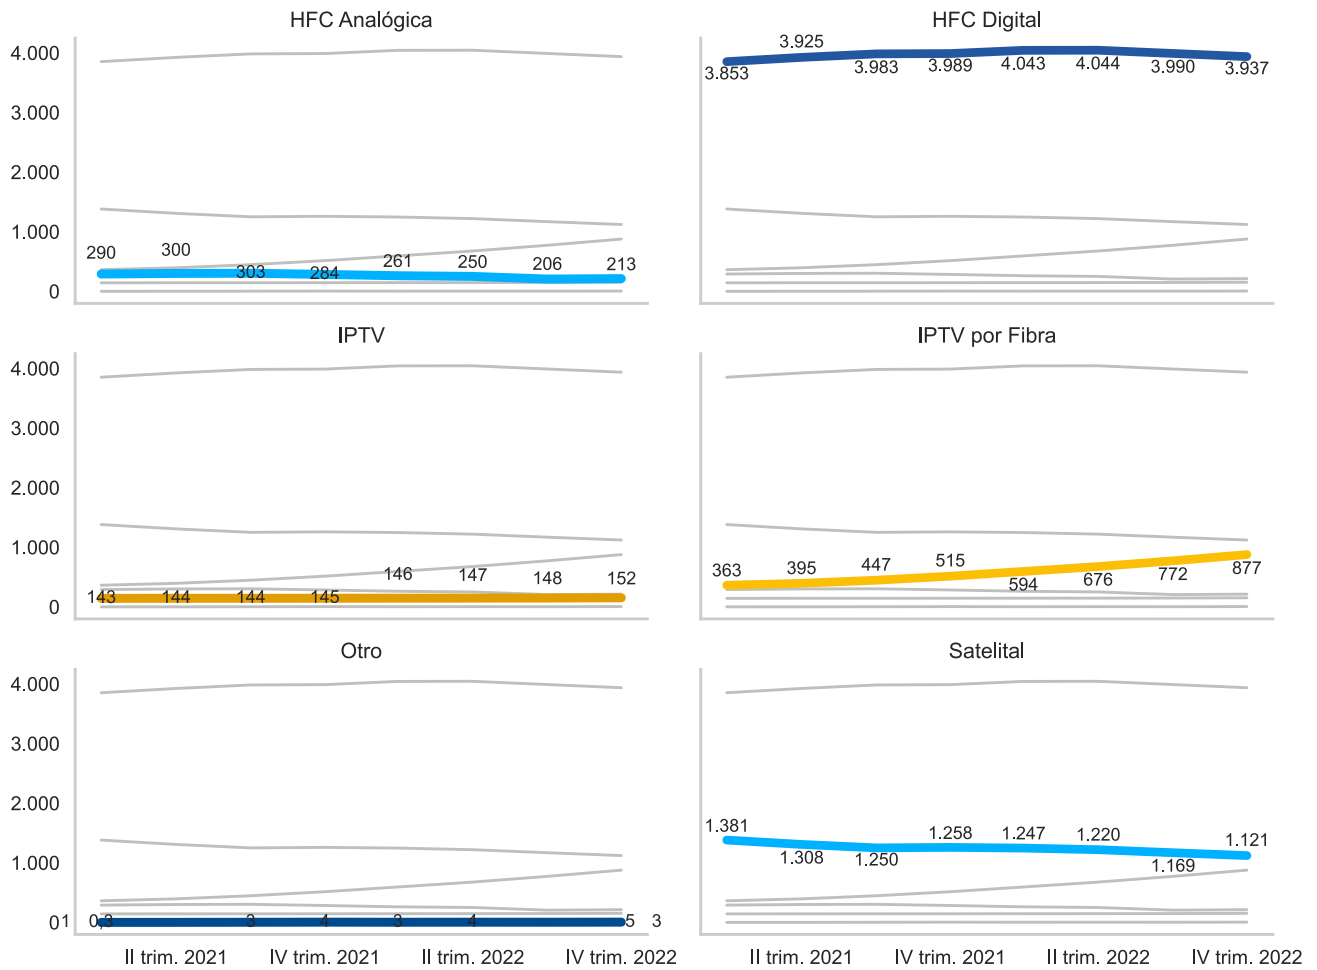 HFC Analógica
HFC Digital
4.000
3.000
2.000
1.000
0
290 300 303 284 261 250 206 213
3.853 3.925 3.983 3.989 4.043 4.044 3.990 3.937
IPTV
IPTV por Fibra
4.000
3.000
2.000
1.000
0
143 144 144 145 146 147 148 152
363 395 447 515 594 676 772 877
Otro
Satelital
4.000
3.000
2.000
1.000
0
1 0,3 3 4 3 4 5 3
1.381 1.308 1.250 1.258 1.247 1.220 1.169 1.121
II trim. 2021 IV trim. 2021 II trim. 2022 IV trim. 2022
II trim. 2021 IV trim. 2021 II trim. 2022 IV trim. 2022